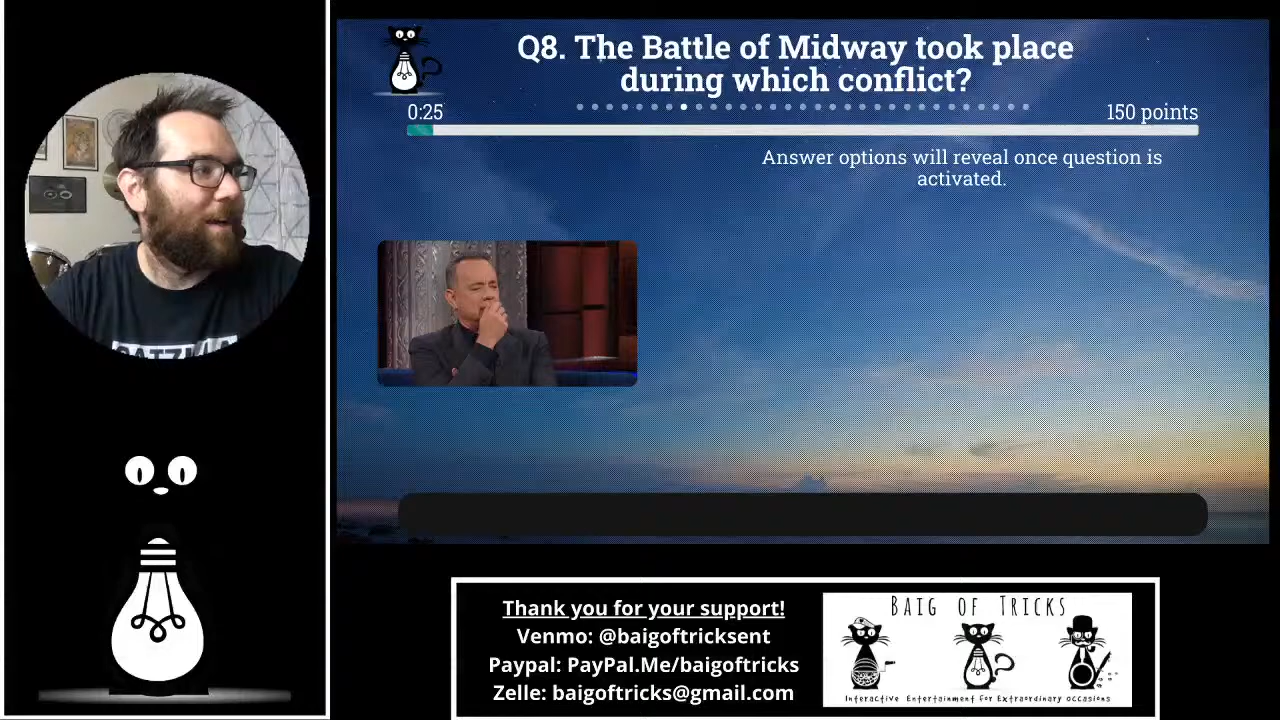 Q8. The Battle of Midway took place
during which conflict?
0:25
150 points
Answer options will reveal once question is
activated.
Thank you for your support!
Venmo: @baigoftricksent
Paypal: PayPal.Me/baigoftricks
Zelle: baigoftricks@gmail.com
BAIG OF TRICKS
Interactive Entertainment for Extraordinary occasions